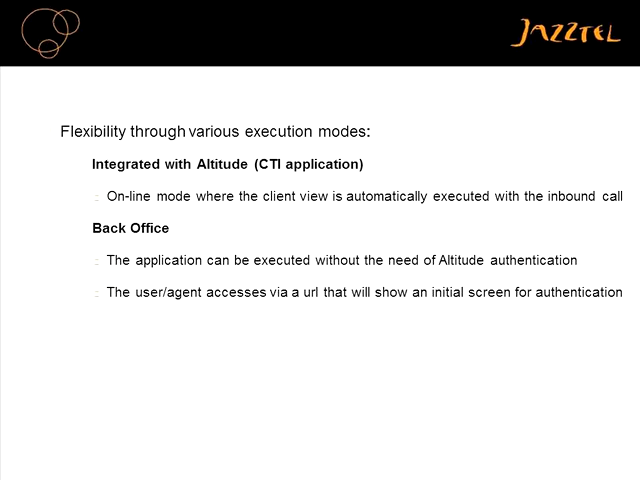 JAZZTEL
Flexibility through various execution modes:
Integrated with Altitude (CTI application)
On-line mode where the client view is automatically executed with the inbound call
Back Office
The application can be executed without the need of Altitude authentication
The user/agent accesses via a url that will show an initial screen for authentication